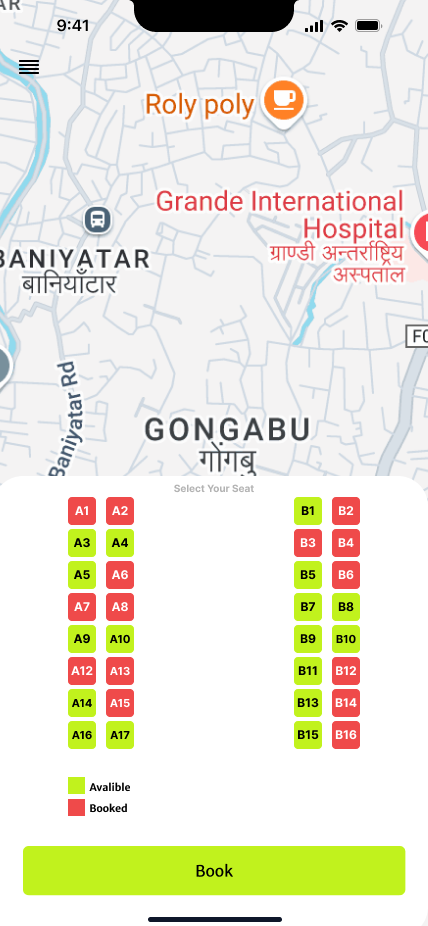 AR
9:41
Roly poly
Grande International
Hospital
ग्राण्डी अन्तर्राष्ट्रिय
अस्पताल
BANIYATAR
बानियाँटार
FO
Baniyatar Rd
GONGABU
गोंगबु
Select Your Seat
A1 A2 B1 B2
A3 A4 B3 B4
A5 A6 B5 B6
A7 A8 B7 B8
A9 A10 B9 B10
A12 A13 B11 B12
A14 A15 B13 B14
A16 A17 B15 B16
Avalible
Booked
Book